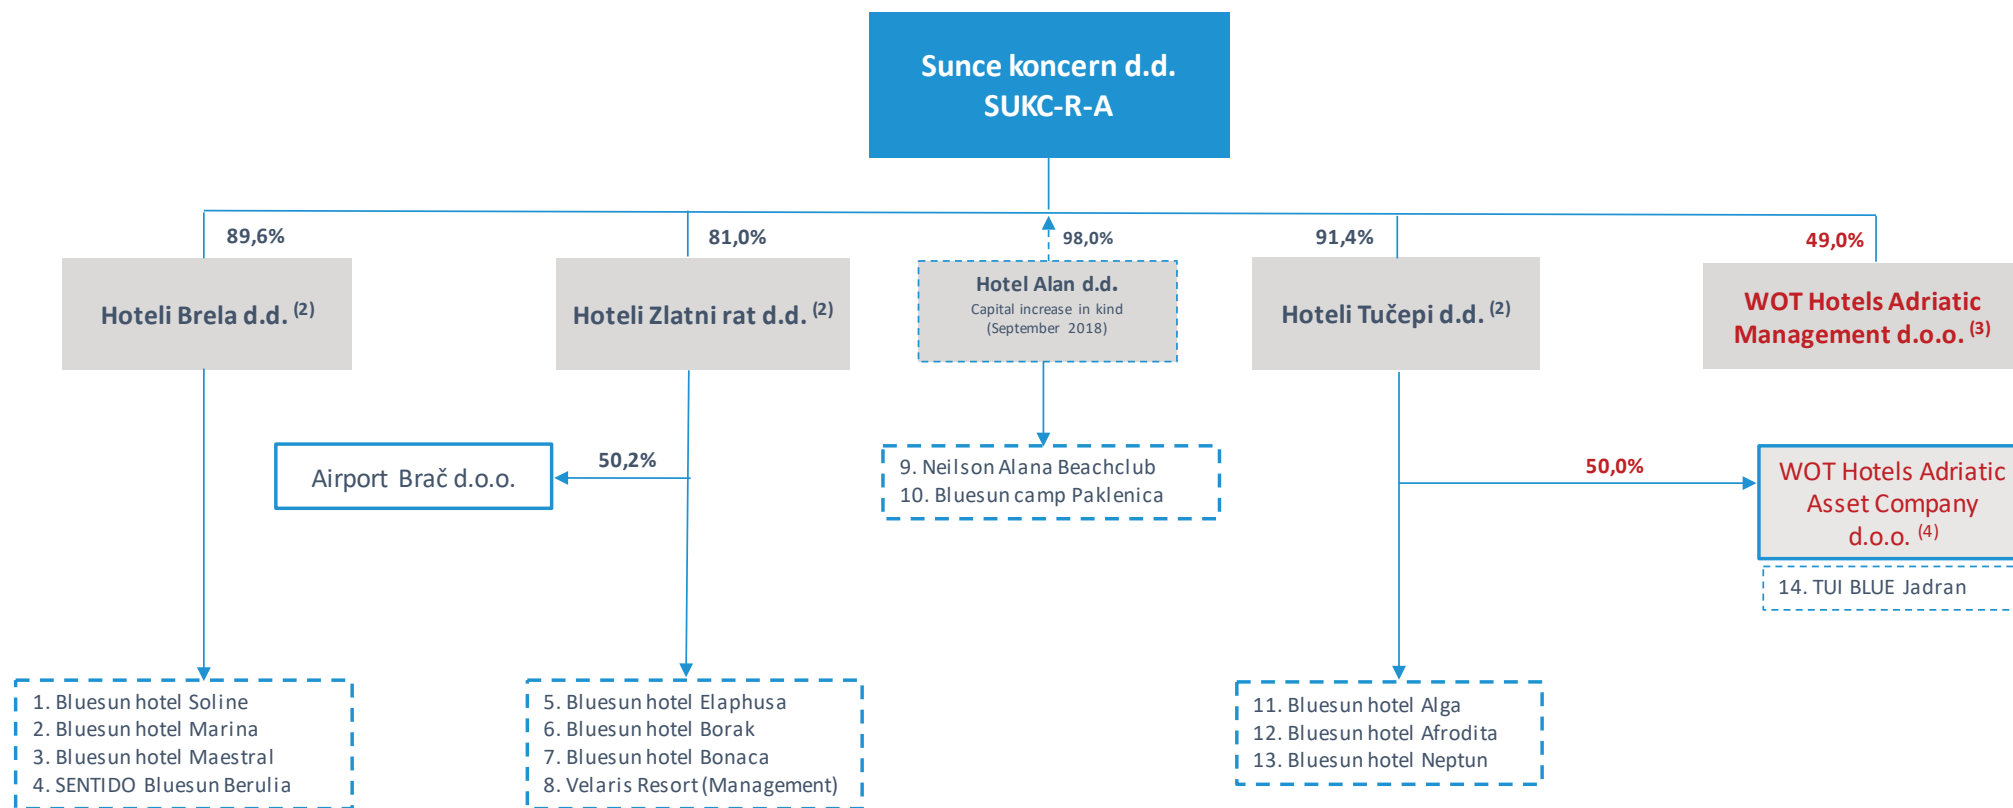 Sunce koncern d.d.
SUKC-R-A
89,6%
81,0%
98,0%
91,4%
49,0%
Hoteli Brela d.d. (2)
Hoteli Zlatni rat d.d. (2)
Hotel Alan d.d.
Capital increase in kind
(September 2018)
Hoteli Tučepi d.d. (2)
WOT Hotels Adriatic
Management d.o.o. (3)
Airport Brač d.o.o.
50,2%
9. Neilson Alana Beachclub
10. Bluesun camp Paklenica
50,0%
WOT Hotels Adriatic
Asset Company
d.o.o. (4)
14. TUI BLUE Jadran
1. Bluesun hotel Soline
2. Bluesun hotel Marina
3. Bluesun hotel Maestral
4. SENTIDO Bluesun Berulia
5. Bluesun hotel Elaphusa
6. Bluesun hotel Borak
7. Bluesun hotel Bonaca
8. Velaris Resort (Management)
11. Bluesun hotel Alga
12. Bluesun hotel Afrodita
13. Bluesun hotel Neptun